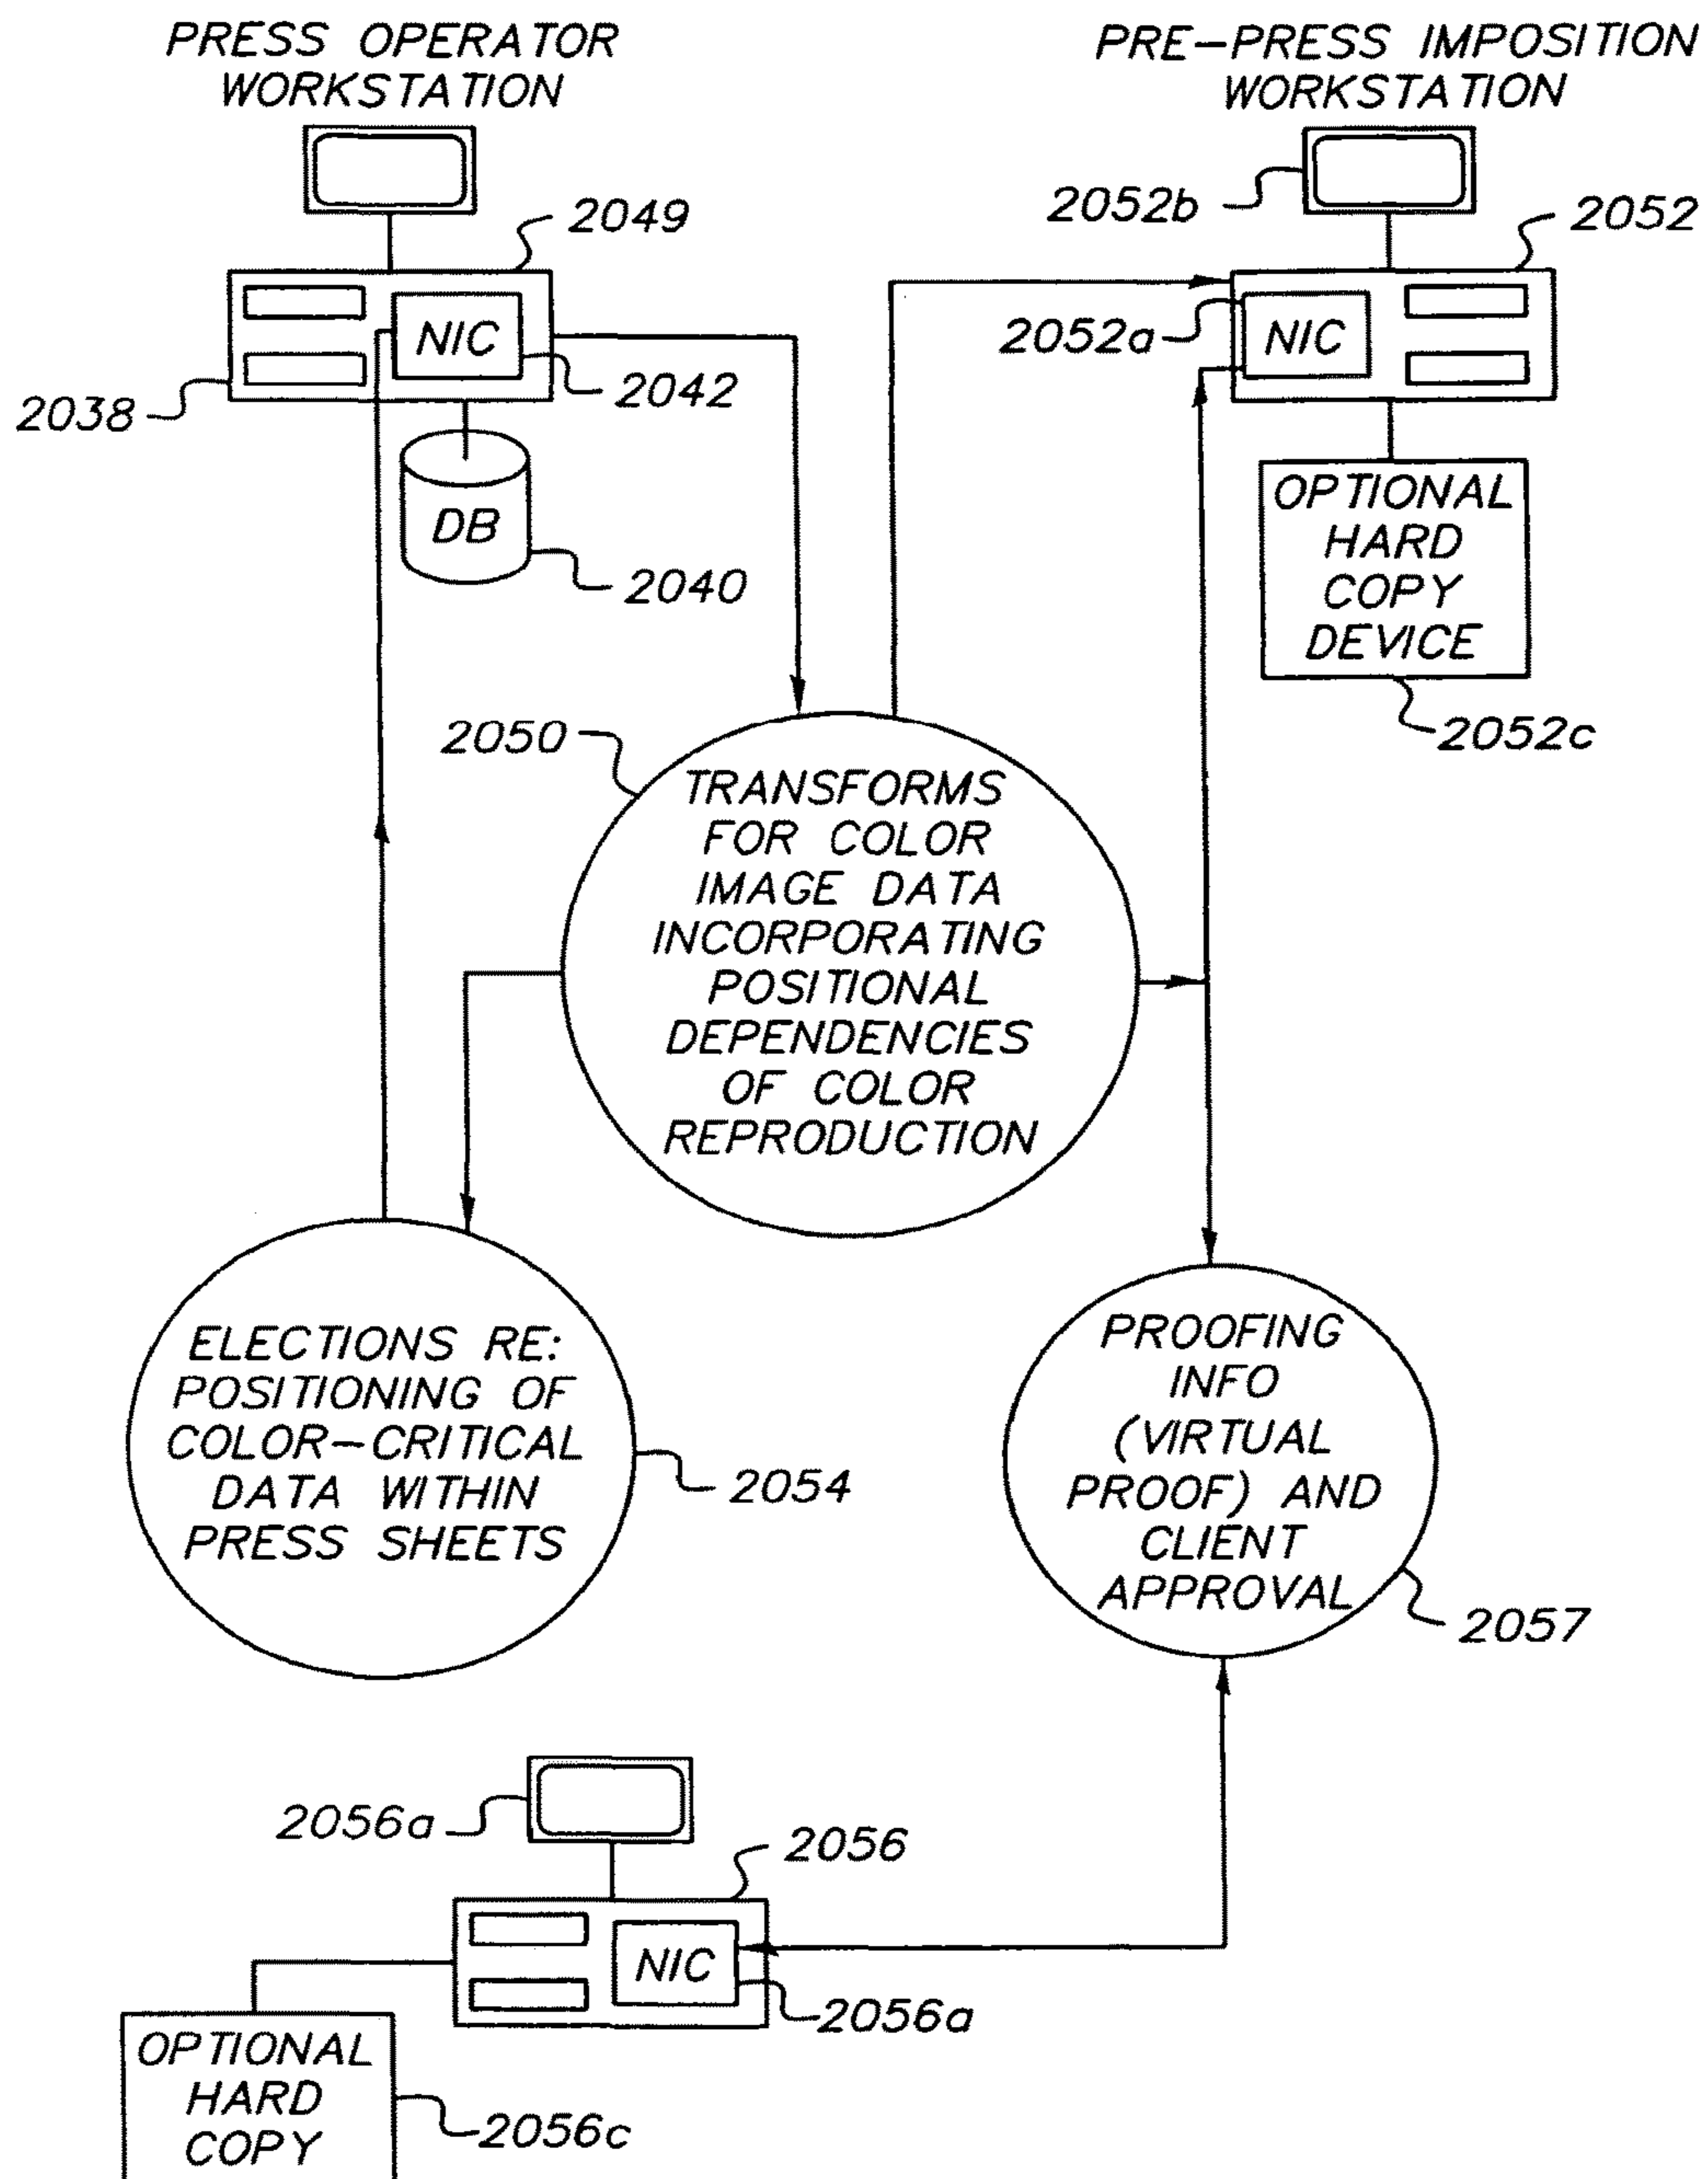 PRESS OPERATOR
WORKSTATION
PRE-PRESS IMPOSITION
WORKSTATION
2049
2052b
2052
NIC
2052a
NIC
2038
2042
DB
2040
OPTIONAL
HARD
COPY
DEVICE
2052c
2050
TRANSFORMS
FOR COLOR
IMAGE DATA
INCORPORATING
POSITIONAL
DEPENDENCIES
OF COLOR
REPRODUCTION
ELECTIONS RE:
POSITIONING OF
COLOR-CRITICAL
DATA WITHIN
PRESS SHEETS
2054
PROOFING
INFO
(VIRTUAL
PROOF) AND
CLIENT
APPROVAL
2057
2056a
2056
NIC
2056a
OPTIONAL
HARD
COPY
2056c